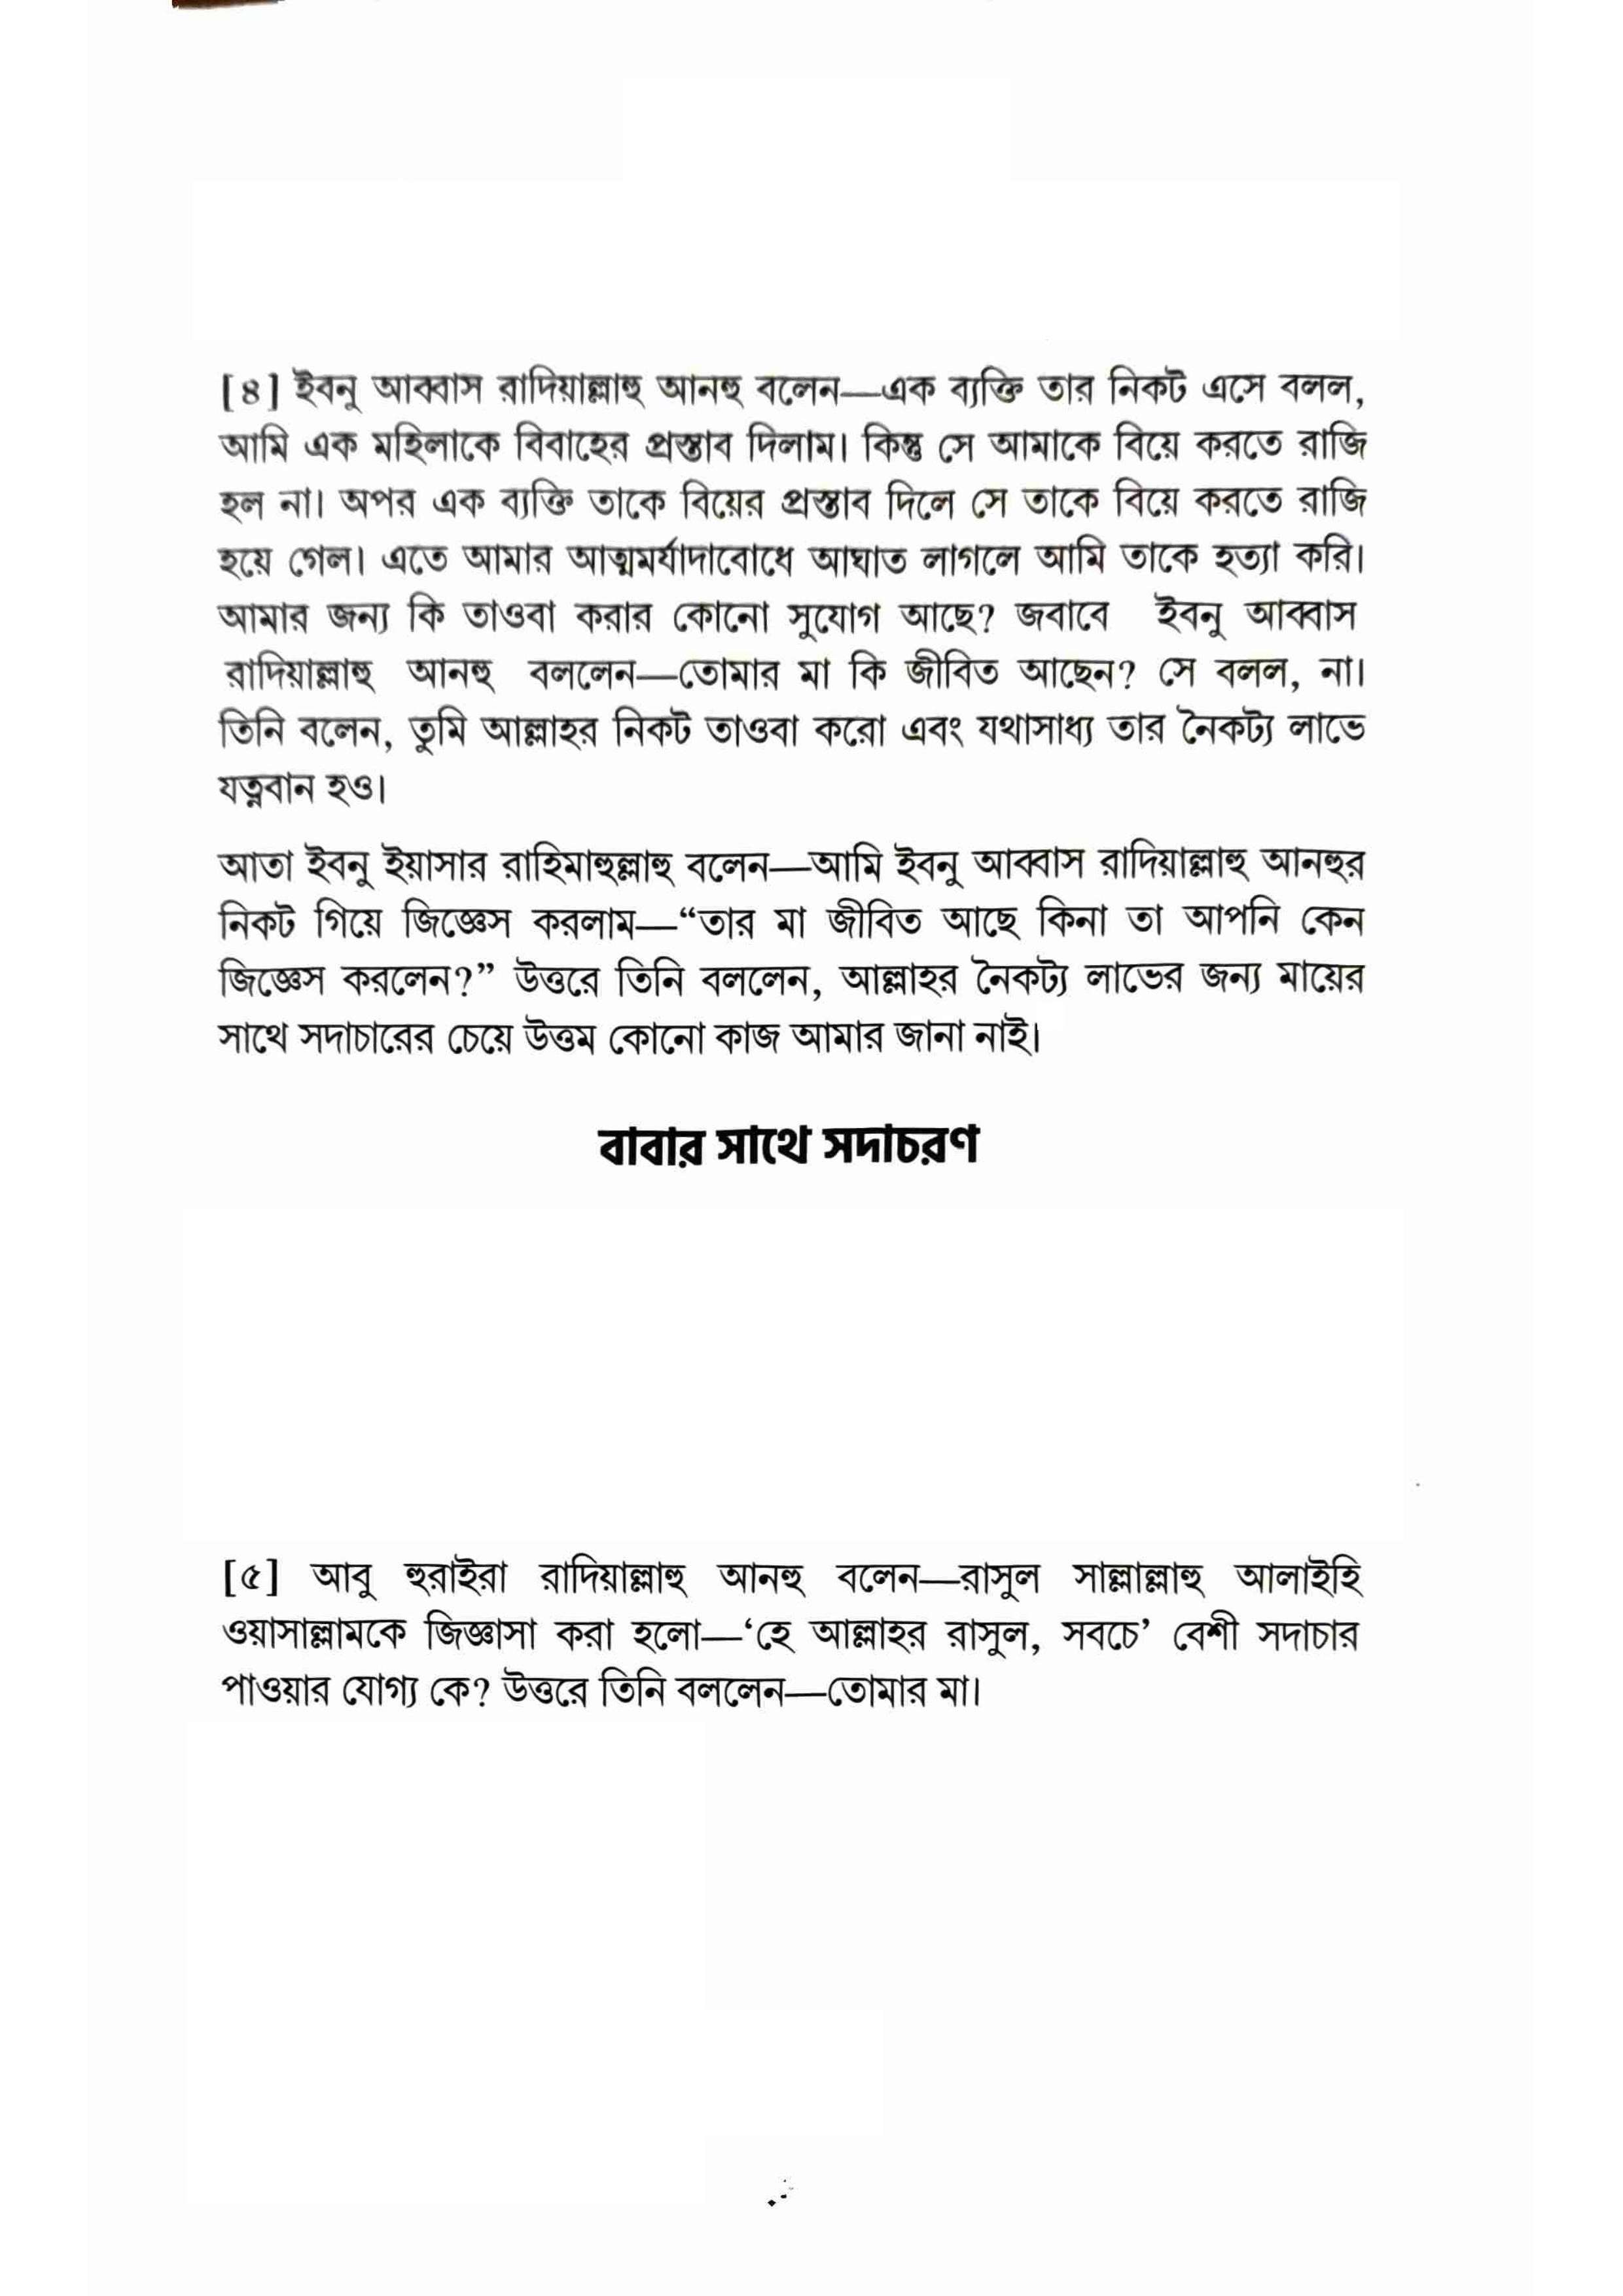 [৪] ইবনু আব্বাস রাদিয়াল্লাহু আনহু বলেন—এক ব্যক্তি তার নিকট এসে বলল,
আমি এক মহিলাকে বিবাহের প্রস্তাব দিলাম। কিন্তু সে আমাকে বিয়ে করতে রাজি
হল না। অপর এক ব্যক্তি তাকে বিয়ের প্রস্তাব দিলে সে তাকে বিয়ে করতে রাজি
হয়ে গেল। এতে আমার আত্মমর্যাদাবোধে আঘাত লাগলে আমি তাকে হত্যা করি।
আমার জন্য কি তাওবা করার কোনো সুযোগ আছে? জবাবে ইবনু আব্বাস
রাদিয়াল্লাহু আনহু বললেন—তোমার মা কি জীবিত আছেন? সে বলল, না।
তিনি বলেন, তুমি আল্লাহর নিকট তাওবা করো এবং যথাসাধ্য তার নৈকট্য লাভে
যত্নবান হও।
আতা ইবনু ইয়াসার রাহিমাহুল্লাহু বলেন—আমি ইবনু আব্বাস রাদিয়াল্লাহু আনহুর
নিকট গিয়ে জিজ্ঞেস করলাম—“তার মা জীবিত আছে কিনা তা আপনি কেন
জিজ্ঞেস করলেন?” উত্তরে তিনি বললেন, আল্লাহর নৈকট্য লাভের জন্য মায়ের
সাথে সদাচারের চেয়ে উত্তম কোনো কাজ আমার জানা নাই।
বাবার সাথে সদাচরণ
[৫] আবু হুরাইরা রাদিয়াল্লাহু আনহু বলেন—রাসুল সাল্লাল্লাহু আলাইহি
ওয়াসাল্লামকে জিজ্ঞাসা করা হলো—‘হে আল্লাহর রাসুল, সবচে’ বেশী সদাচার
পাওয়ার যোগ্য কে? উত্তরে তিনি বললেন—তোমার মা।